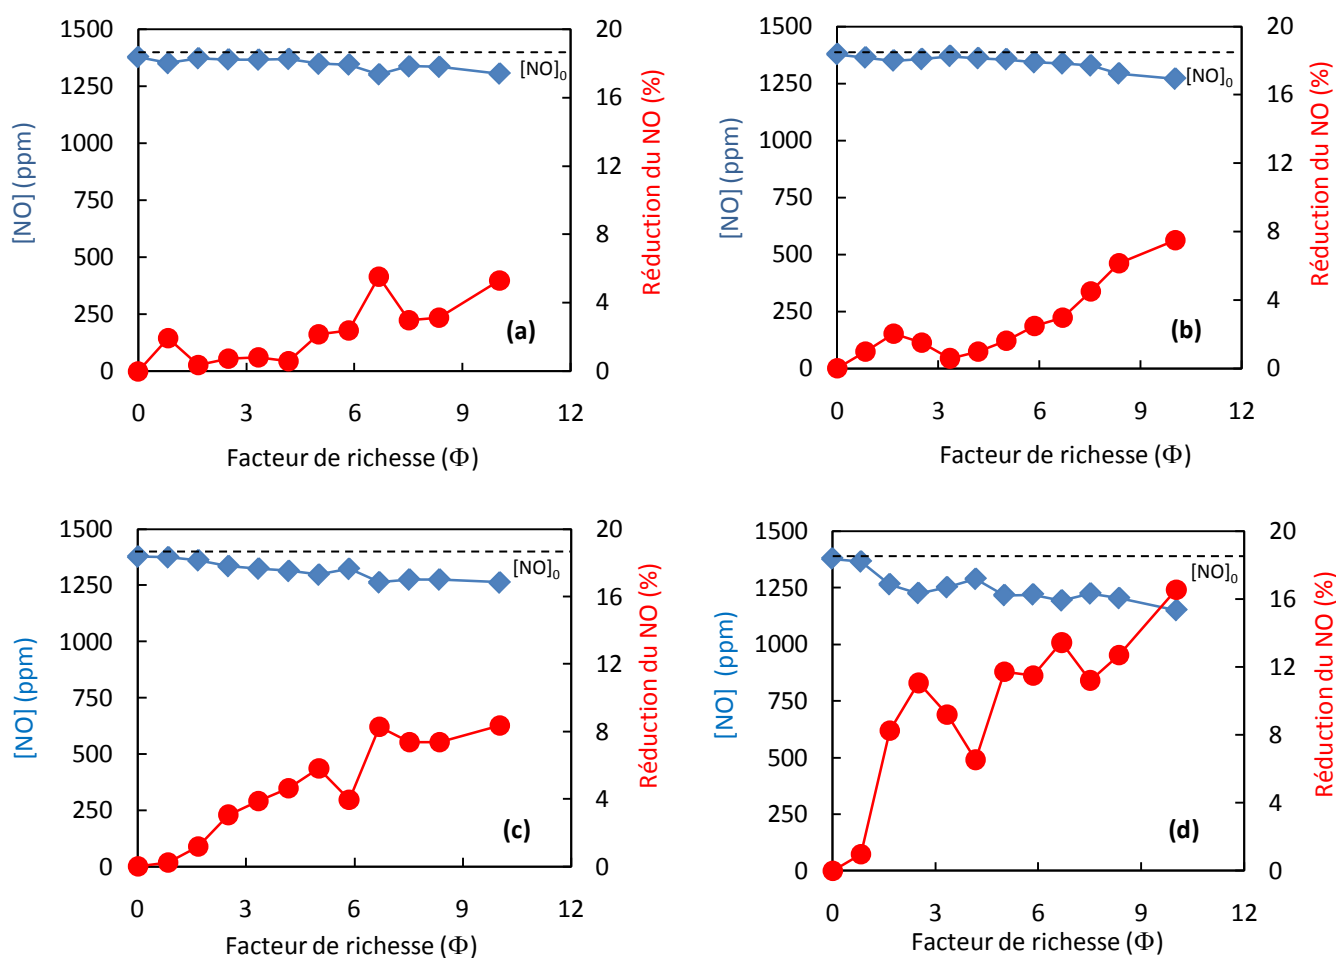 1500
1250
1000
750
500
250
0
[NO] (ppm)
20
16
12
8
4
0
Réduction du NO (%)
[NO]0
(a)
0 3 6 9 12
Facteur de richesse (Φ)
1500
1250
1000
750
500
250
0
[NO] (ppm)
20
16
12
8
4
0
Réduction du NO (%)
[NO]0
(b)
0 3 6 9 12
Facteur de richesse (Φ)
1500
1250
1000
750
500
250
0
[NO] (ppm)
20
16
12
8
4
0
Réduction du NO (%)
[NO]0
(c)
0 3 6 9 12
Facteur de richesse (Φ)
1500
1250
1000
750
500
250
0
[NO] (ppm)
20
16
12
8
4
0
Réduction du NO (%)
[NO]0
(d)
0 3 6 9 12
Facteur de richesse (Φ)